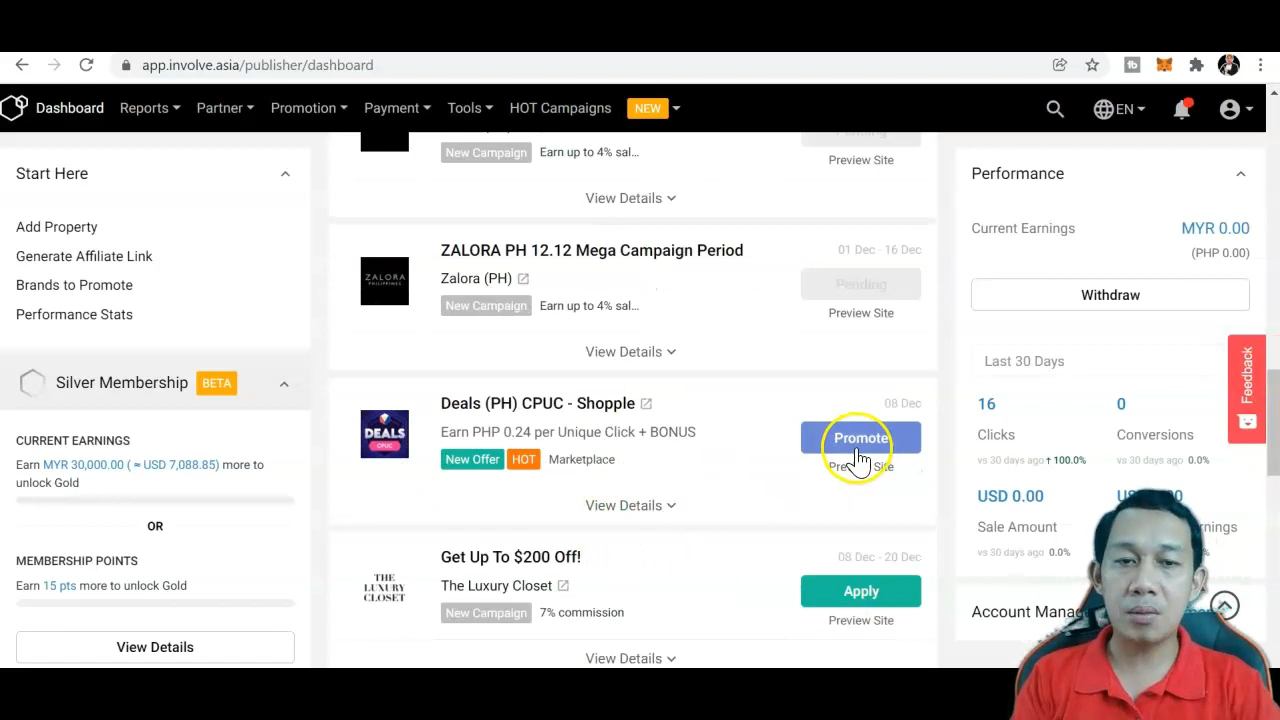 app.involve.asia/publisher/dashboard
Dashboard Reports Partner Promotion Payment Tools HOT Campaigns NEW EN
Start Here
Add Property
Generate Affiliate Link
Brands to Promote
Performance Stats
Silver Membership BETA
CURRENT EARNINGS
Earn MYR 30,000.00 ( ≈ USD 7,088.85) more to
unlock Gold
OR
MEMBERSHIP POINTS
Earn 15 pts more to unlock Gold
View Details
Pending
New Campaign Earn up to 4% sal...
Preview Site
View Details
ZALORA PH 12.12 Mega Campaign Period
01 Dec - 16 Dec
ZALORA
PHILIPPINES
Zalora (PH)
Pending
New Campaign Earn up to 4% sal...
Preview Site
View Details
Deals (PH) CPUC - Shopple
08 Dec
DEALS
CPUC
Earn PHP 0.24 per Unique Click + BONUS
Promote
New Offer HOT Marketplace
Site
View Details
Get Up To $200 Off!
08 Dec - 20 Dec
THE
LUXURY
CLOSET
The Luxury Closet
Apply
New Campaign 7% commission
Preview Site
View Details
Performance
Current Earnings MYR 0.00
(PHP 0.00)
Withdraw
Last 30 Days
16 0
Clicks Conversions
vs 30 days ago ↑ 100.0% vs 30 days ago 0.0%
USD 0.00
Sale Amount
vs 30 days ago 0.0%
Account
Feedback